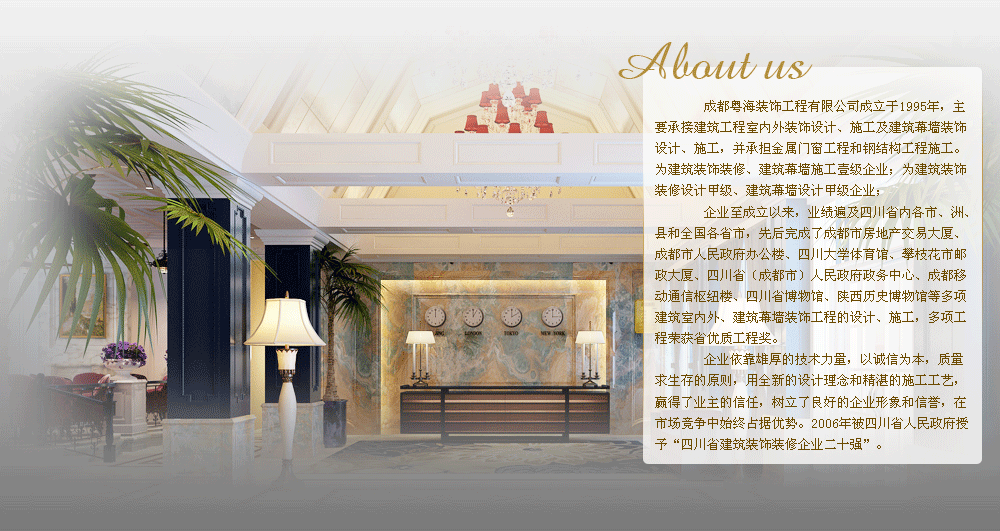 About us
成都粤海装饰工程有限公司成立于1995年，主
要承接建筑工程室内外装饰设计、施工及建筑幕墙装饰
设计、施工，并承担金属门窗工程和钢结构工程施工。
为建筑装饰装修、建筑幕墙施工壹级企业；为建筑装饰
装修设计甲级、建筑幕墙设计甲级企业；
企业至成立以来，业绩遍及四川省内各市、洲、
县和全国各省市，先后完成了成都市房地产交易大厦、
成都市人民政府办公楼、四川大学体育馆、攀枝花市邮
政大厦、四川省（成都市）人民政府政务中心、成都移
动通信枢纽楼、四川省博物馆、陕西历史博物馆等多项
建筑室内外、建筑幕墙装饰工程的设计、施工，多项工
程荣获省优质工程奖。
企业依靠雄厚的技术力量，以诚信为本，质量
求生存的原则，用全新的设计理念和精湛的施工工艺，
赢得了业主的信任，树立了良好的企业形象和信誉，在
市场竞争中始终占据优势。2006年被四川省人民政府授
予“四川省建筑装饰装修企业二十强”。
LONDON
TOKYO
NEW YORK